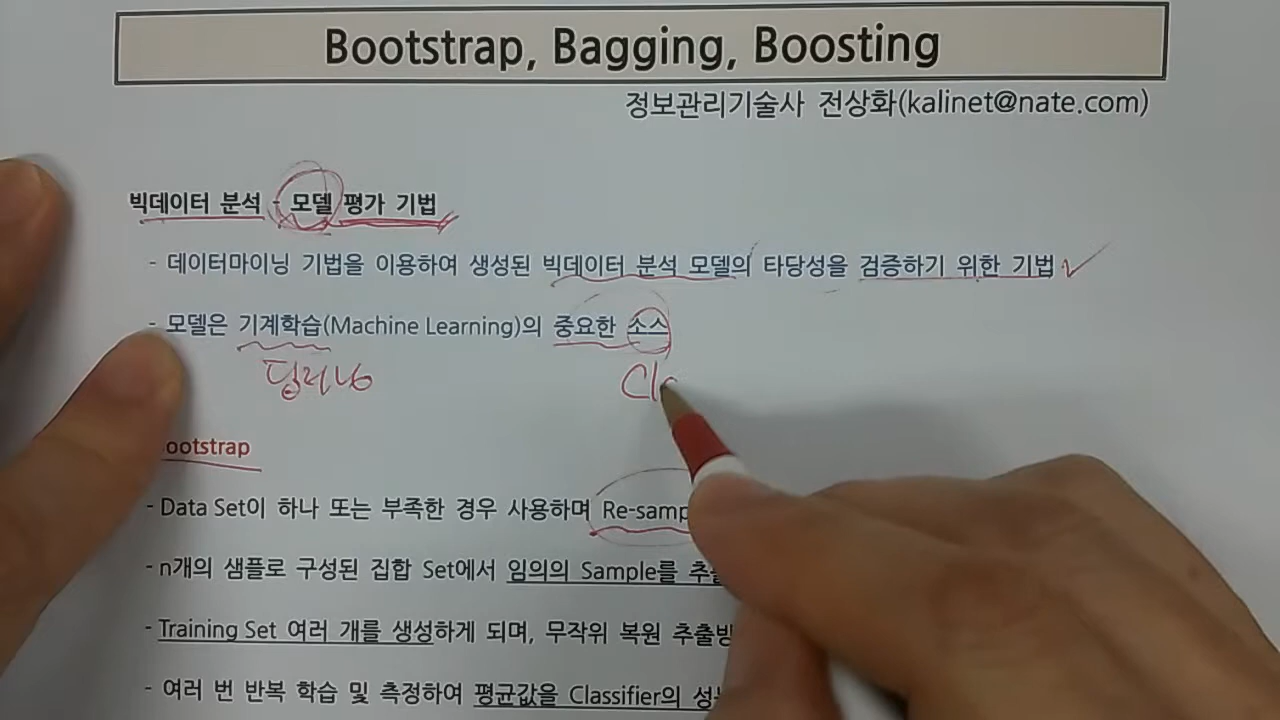 Bootstrap, Bagging, Boosting
정보관리기술사 전상화(kalinet@nate.com)
빅데이터 분석 - 모델 평가 기법
- 데이터마이닝 기법을 이용하여 생성된 빅데이터 분석 모델의 타당성을 검증하기 위한 기법
- 모델은 기계학습(Machine Learning)의 중요한 소스
딥러닝
ootstrap
- Data Set이 하나 또는 부족한 경우 사용하며 Re-samp
- n개의 샘플로 구성된 집합 Set에서 임의의 Sample를 추출
- Training Set 여러 개를 생성하게 되며, 무작위 복원 추출방
- 여러 번 반복 학습 및 측정하여 평균값을 Classifier의 성